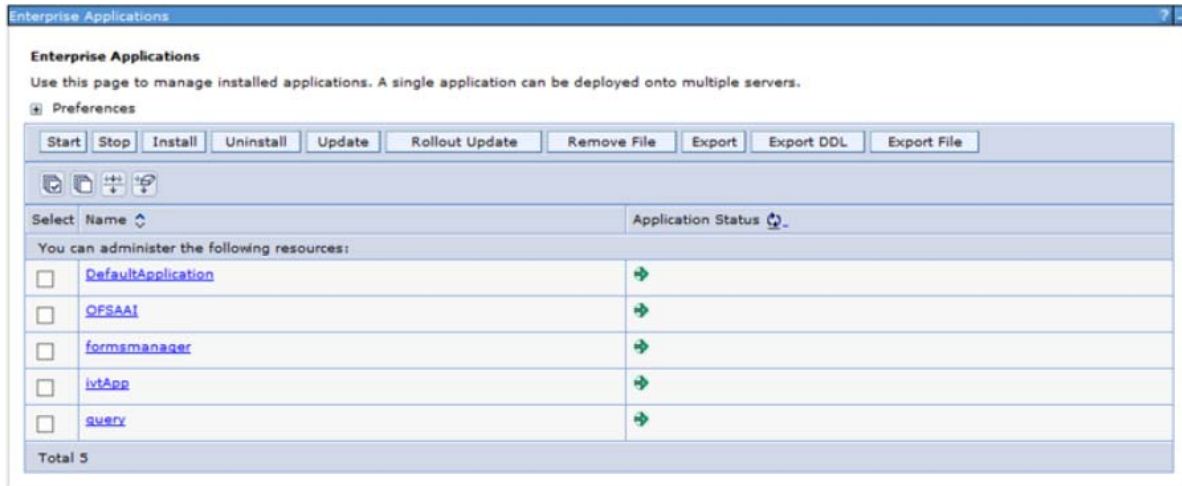 Enterprise Applications ?
Enterprise Applications
Use this page to manage installed applications. A single application can be deployed onto multiple servers.
Preferences
Start Stop Install Uninstall Update Rollout Update Remove File Export Export DDL Export File
Select Name Application Status
You can administer the following resources:
DefaultApplication
OFSAAI
formsmanager
ivtApp
query
Total 5